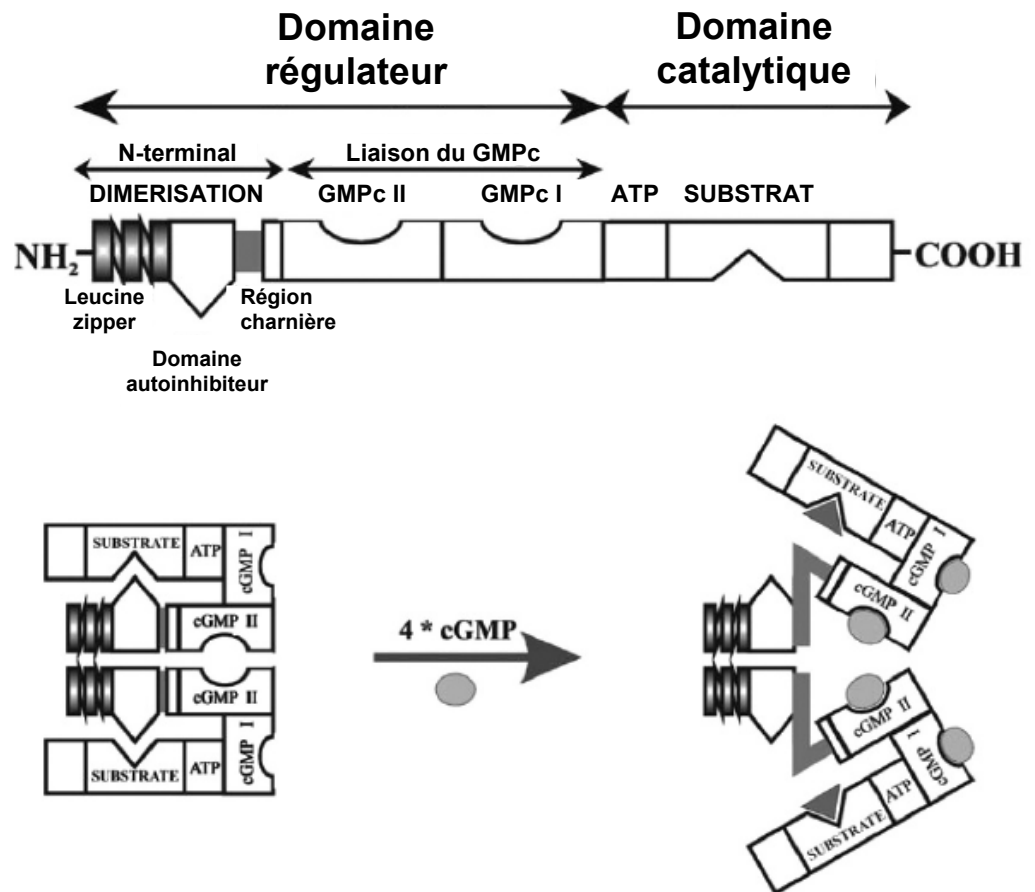 Domaine
régulateur
Domaine
catalytique
N-terminal
Liaison du GMPc
DIMERISATION
GMPc II
GMPc I
ATP
SUBSTRAT
NH₂
COOH
Leucine
zipper
Région
charnière
Domaine
autoinhibiteur
SUBSTRATE
ATP
cGMP I
cGMP II
cGMP II
cGMP I
SUBSTRATE
ATP
4 * cGMP
SUBSTRATE
ATP
cGMP I
cGMP II
cGMP II
cGMP I
ATP
SUBSTRATE